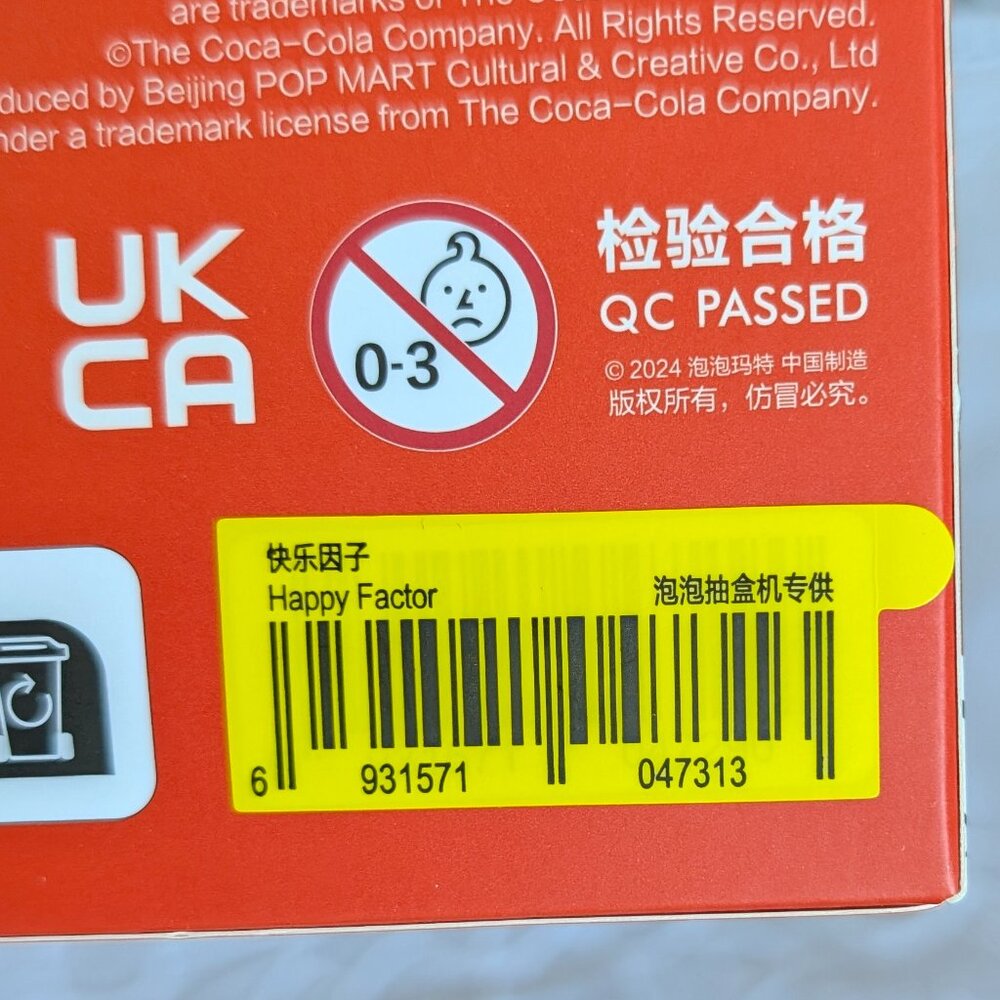 are trademarks of The
©The Coca-Cola Company. All Rights Reserved.
duced by Beijing POP MART Cultural & Creative Co., Ltd
nder a trademark license from The Coca-Cola Company.
UK
CA
0-3
检验合格
QC PASSED
© 2024 泡泡玛特 中国制造
版权所有，仿冒必究。
快乐因子
Happy Factor
泡泡抽盒机专供
6 931571 047313